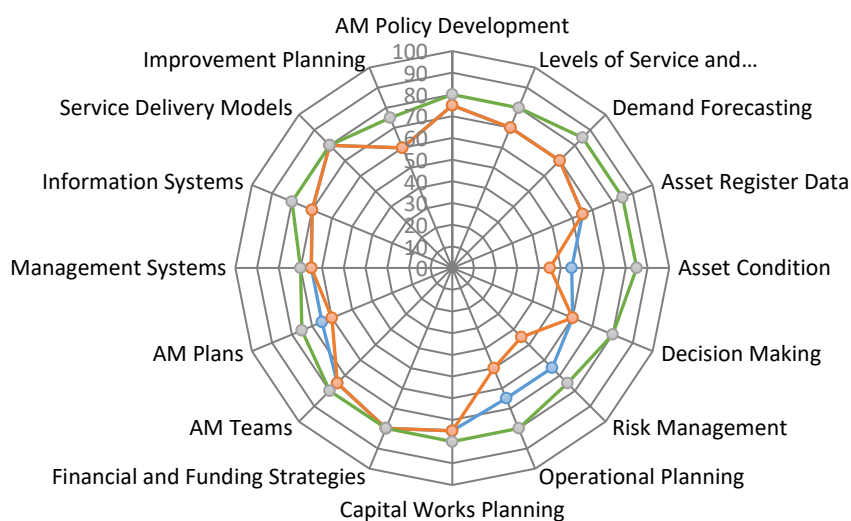 AM Policy Development
Levels of Service and…
Demand Forecasting
Asset Register Data
Asset Condition
Decision Making
Risk Management
Operational Planning
Capital Works Planning
Financial and Funding Strategies
AM Teams
AM Plans
Management Systems
Information Systems
Service Delivery Models
Improvement Planning
100
90
80
70
60
50
40
30
20
10
0